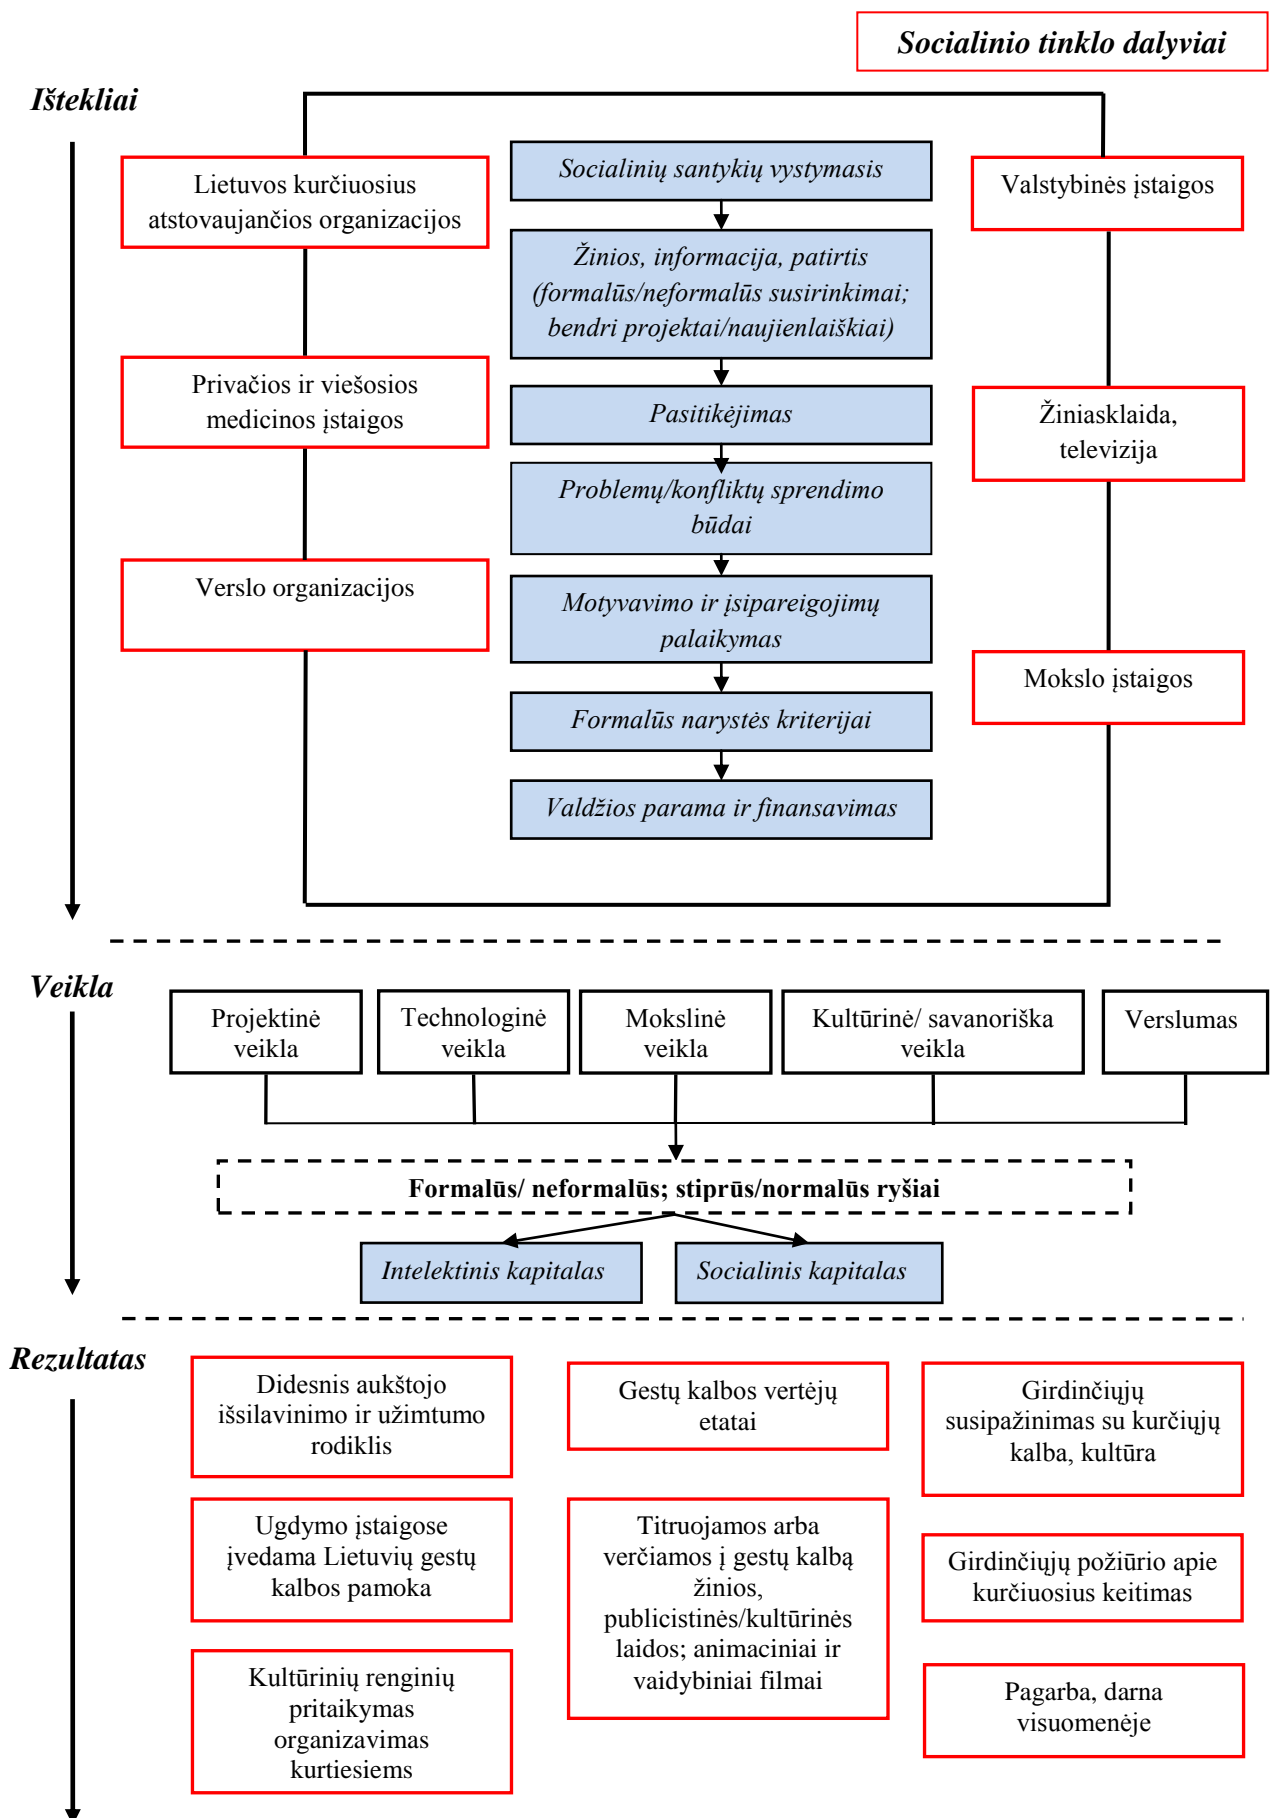 Socialinio tinklo dalyviai
Ištekliai
Lietuvos kurčiuosius
atstovaujančios organizacijos
Privačios ir viešosios
medicinos įstaigos
Verslo organizacijos
Socialinių santykių vystymasis
Žinios, informacija, patirtis
(formalūs/neformalūs susirinkimai;
bendri projektai/naujienlaiškiai)
Pasitikėjimas
Problemų/konfliktų sprendimo
būdai
Motyvavimo ir įsipareigojimų
palaikymas
Formalūs narystės kriterijai
Valdžios parama ir finansavimas
Valstybinės įstaigos
Žiniasklaida,
televizija
Mokslo įstaigos
Veikla
Projektinė
veikla
Technologinė
veikla
Mokslinė
veikla
Kultūrinė/ savanoriška
veikla
Verslumas
Formalūs/ neformalūs; stiprūs/normalūs ryšiai
Intelektinis kapitalas
Socialinis kapitalas
Rezultatas
Didesnis aukštojo
išsilavinimo ir užimtumo
rodiklis
Ugdymo įstaigose
įvedama Lietuvių gestų
kalbos pamoka
Kultūrinių renginių
pritaikymas
organizavimas
kurtiesiems
Gestų kalbos vertėjų
etatai
Titruojamos arba
verčiamos į gestų kalbą
žinios,
publicistinės/kultūrinės
laidos; animaciniai ir
vaidybiniai filmai
Girdinčiųjų
susipažinimas su kurčiųjų
kalba, kultūra
Girdinčiųjų požiūrio apie
kurčiuosius keitimas
Pagarba, darna
visuomenėje